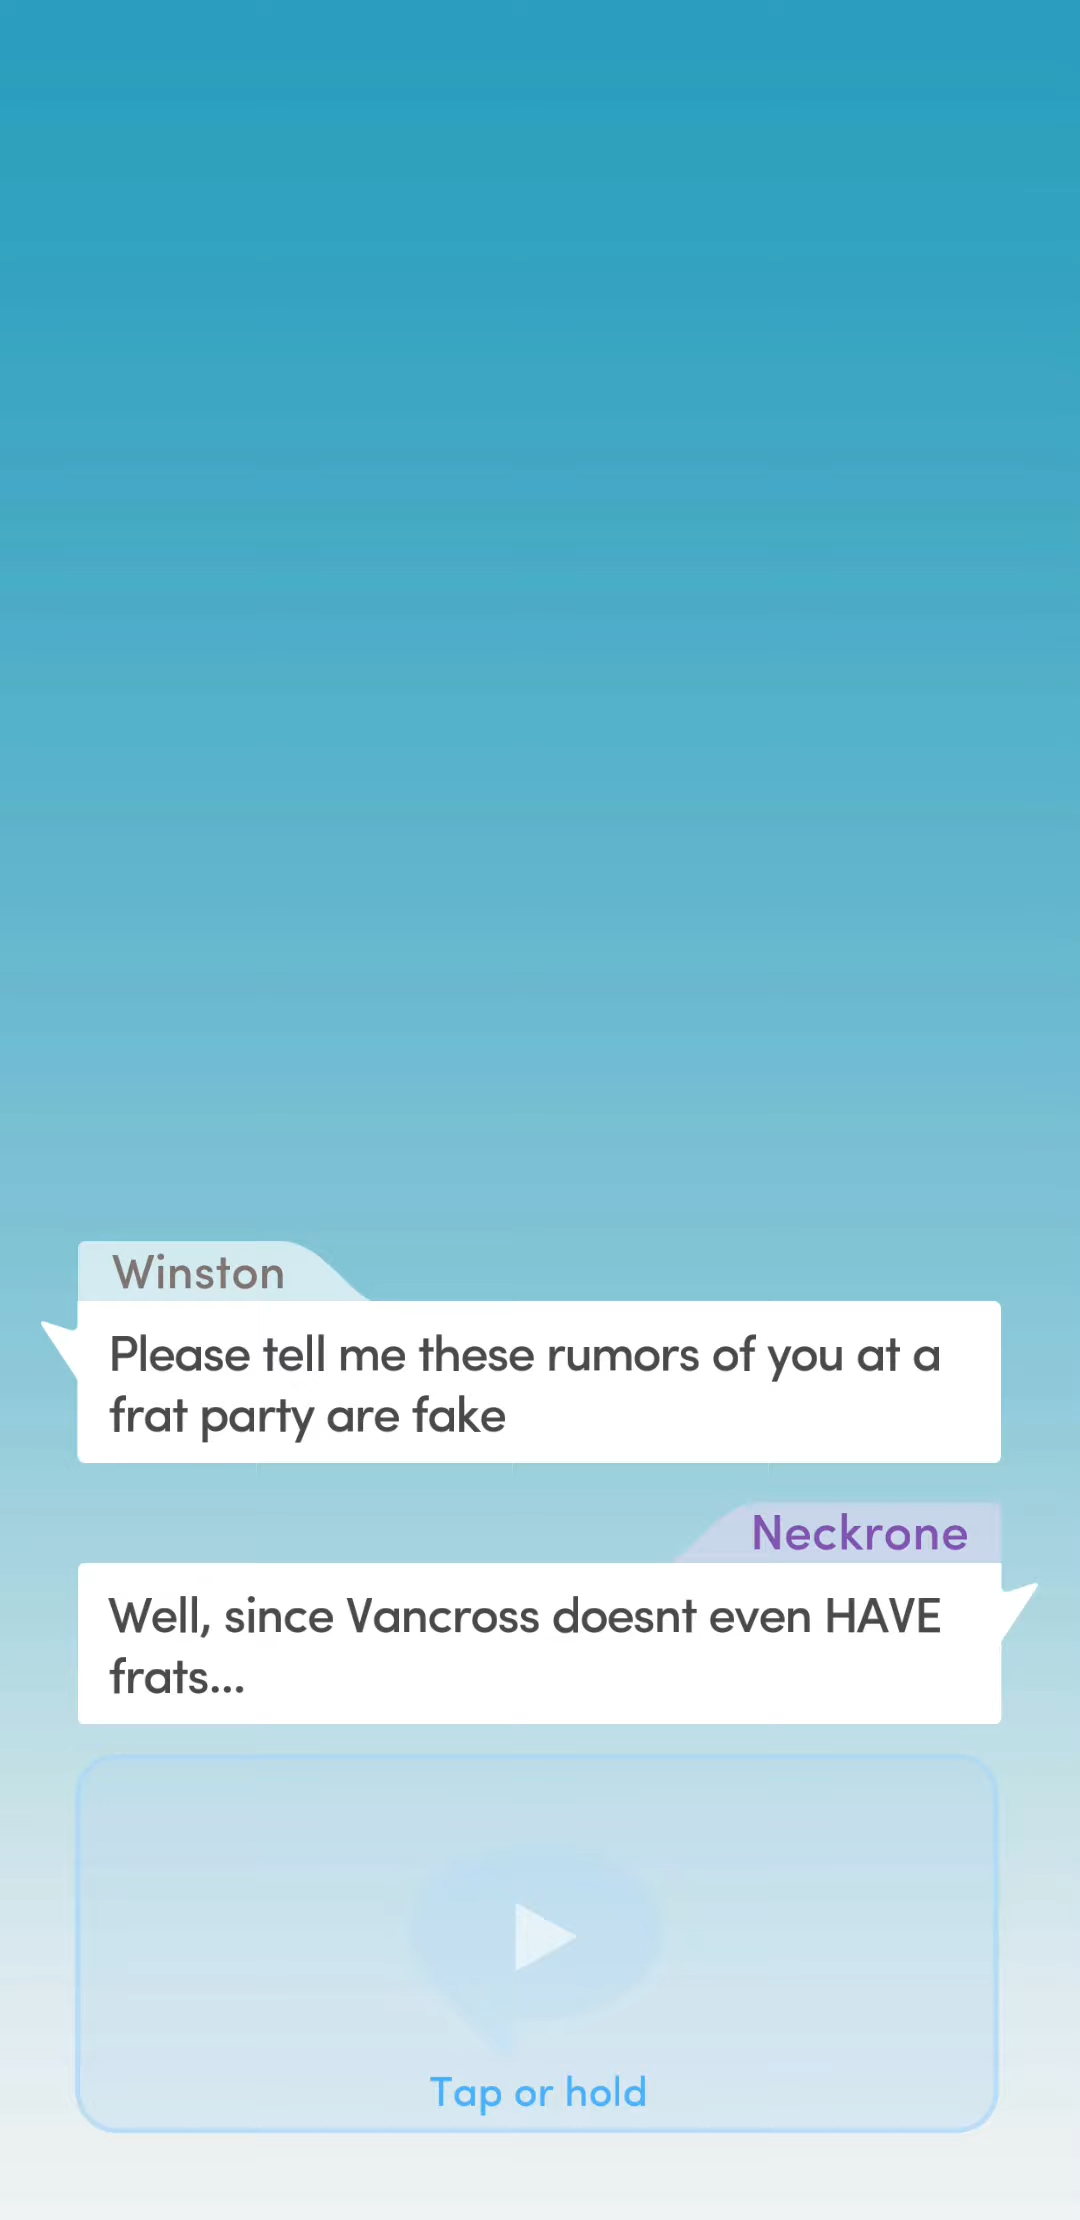 Winston
Please tell me these rumors of you at a
frat party are fake
Neckrone
Well, since Vancross doesnt even HAVE
frats...
Tap or hold